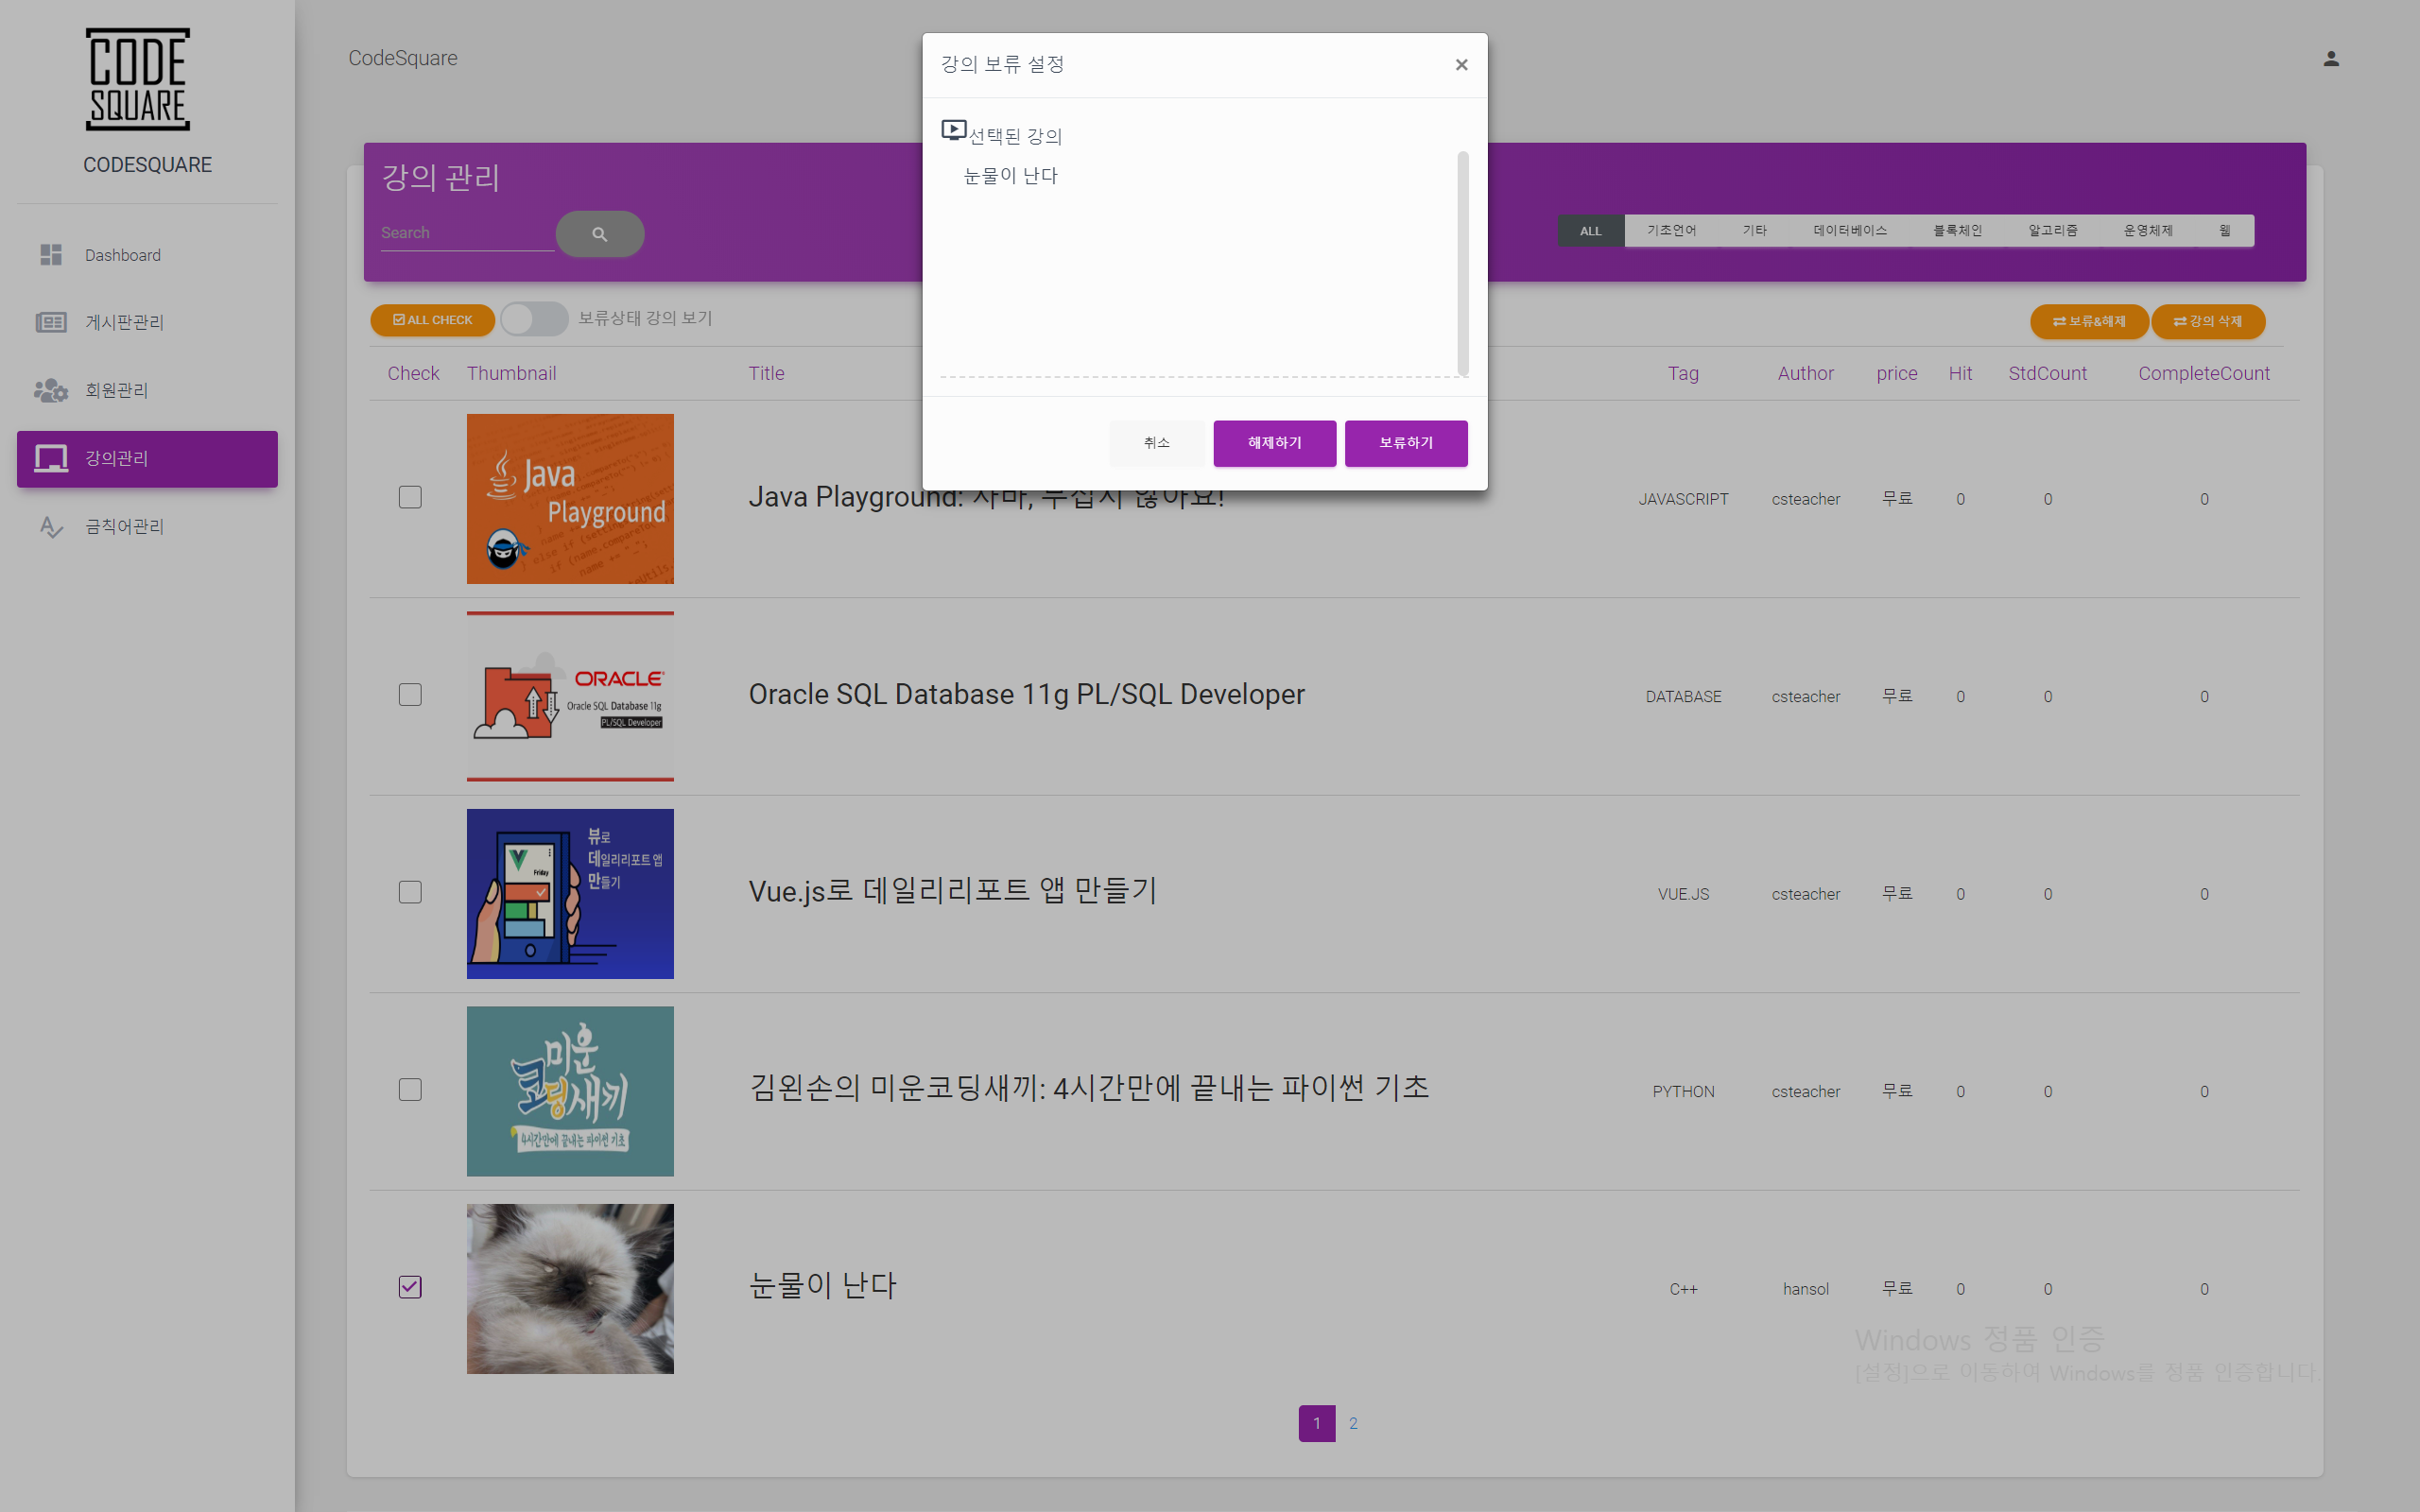 CODE
SQUARE
CODESQUARE
Dashboard
게시판관리
회원관리
강의관리
금칙어관리
CodeSquare
강의 보류 설정
×
선택된 강의
눈물이 난다
취소
해제하기
보류하기
강의 관리
Search
ALL
기초언어
기타
데이터베이스
블록체인
알고리즘
운영체제
웹
ALL CHECK
보류상태 강의 보기
보류&해제
강의 삭제
Check Thumbnail Title Tag Author price Hit StdCount CompleteCount
Java
Playground
Java Playground: 자바, 무섭지 않아요! JAVASCRIPT csteacher 무료 0 0 0
ORACLE
Oracle SQL Database 11g
PL/SQL Developer
Oracle SQL Database 11g PL/SQL Developer DATABASE csteacher 무료 0 0 0
뷰로
데일리리포트 앱
만들기
Friday
Vue.js로 데일리리포트 앱 만들기 VUE.JS csteacher 무료 0 0 0
미운
코딩새끼
4시간만에 끝내는 파이썬 기초
김왼손의 미운코딩새끼: 4시간만에 끝내는 파이썬 기초 PYTHON csteacher 무료 0 0 0
눈물이 난다 C++ hansol 무료 0 0 0
Windows 정품 인증
[설정]으로 이동하여 Windows를 정품 인증합니다.
1 2